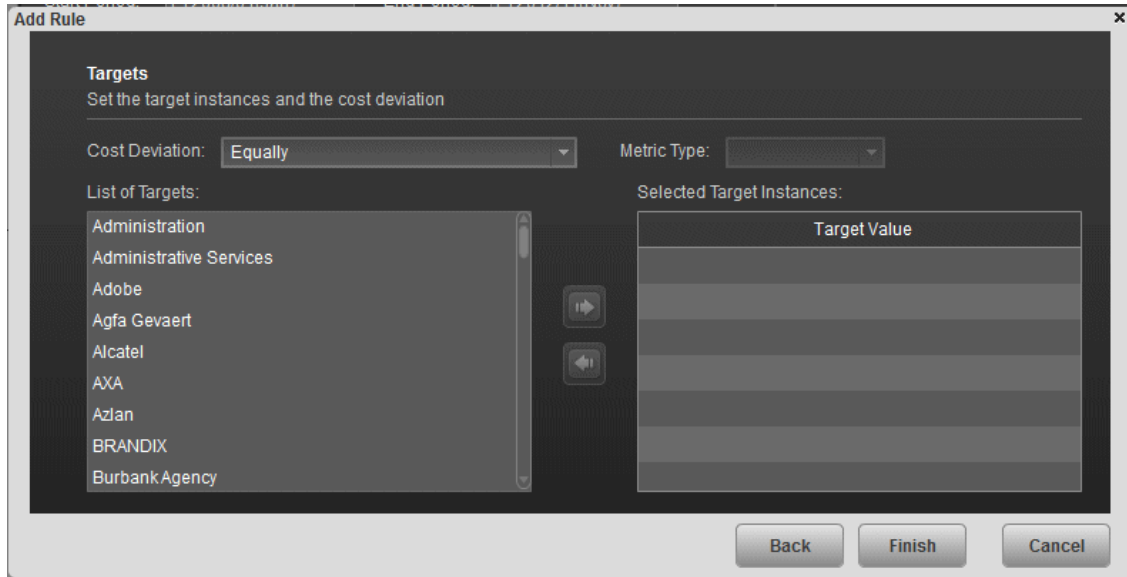 Add Rule
Targets
Set the target instances and the cost deviation
Cost Deviation: Equally Metric Type:
List of Targets: Selected Target Instances:
Administration
Target Value
Administrative Services
Adobe
Agfa Gevaert
Alcatel
AXA
Azlan
BRANDIX
Burbank Agency
Back Finish Cancel